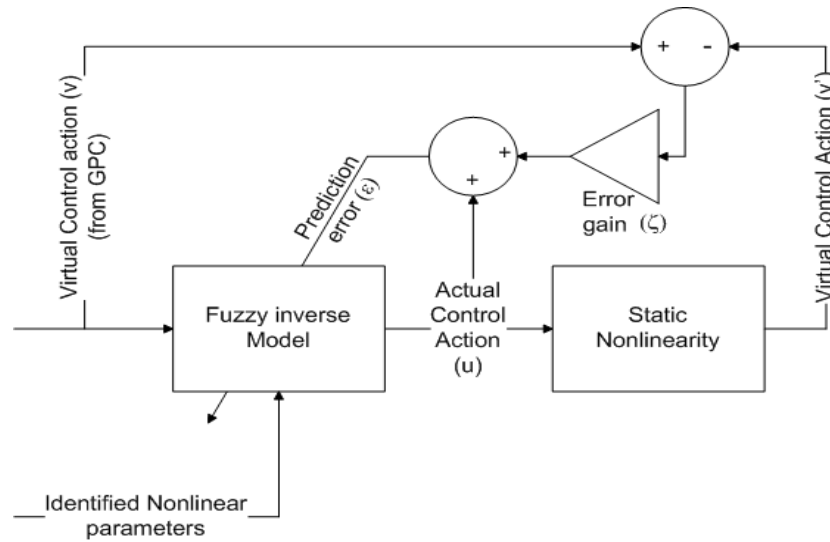 + -
Virtual Control action (v)
(from GPC)
+
+
Prediction
error (ε)
Error
gain (ζ)
Virtual Control Action (v')
Fuzzy inverse
Model
Actual
Control
Action
(u)
Static
Nonlinearity
Identified Nonlinear
parameters